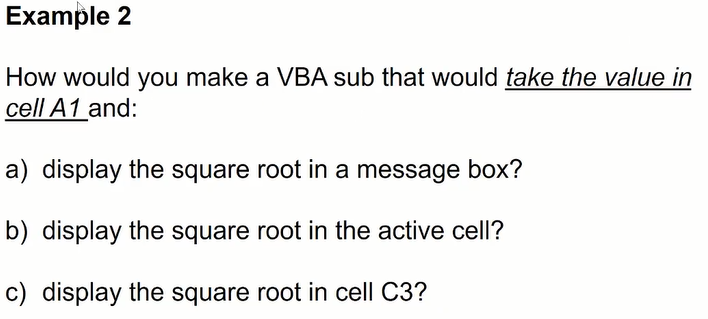 Example 2
How would you make a VBA sub that would take the value in
cell A1 and:
a) display the square root in a message box?
b) display the square root in the active cell?
c) display the square root in cell C3?